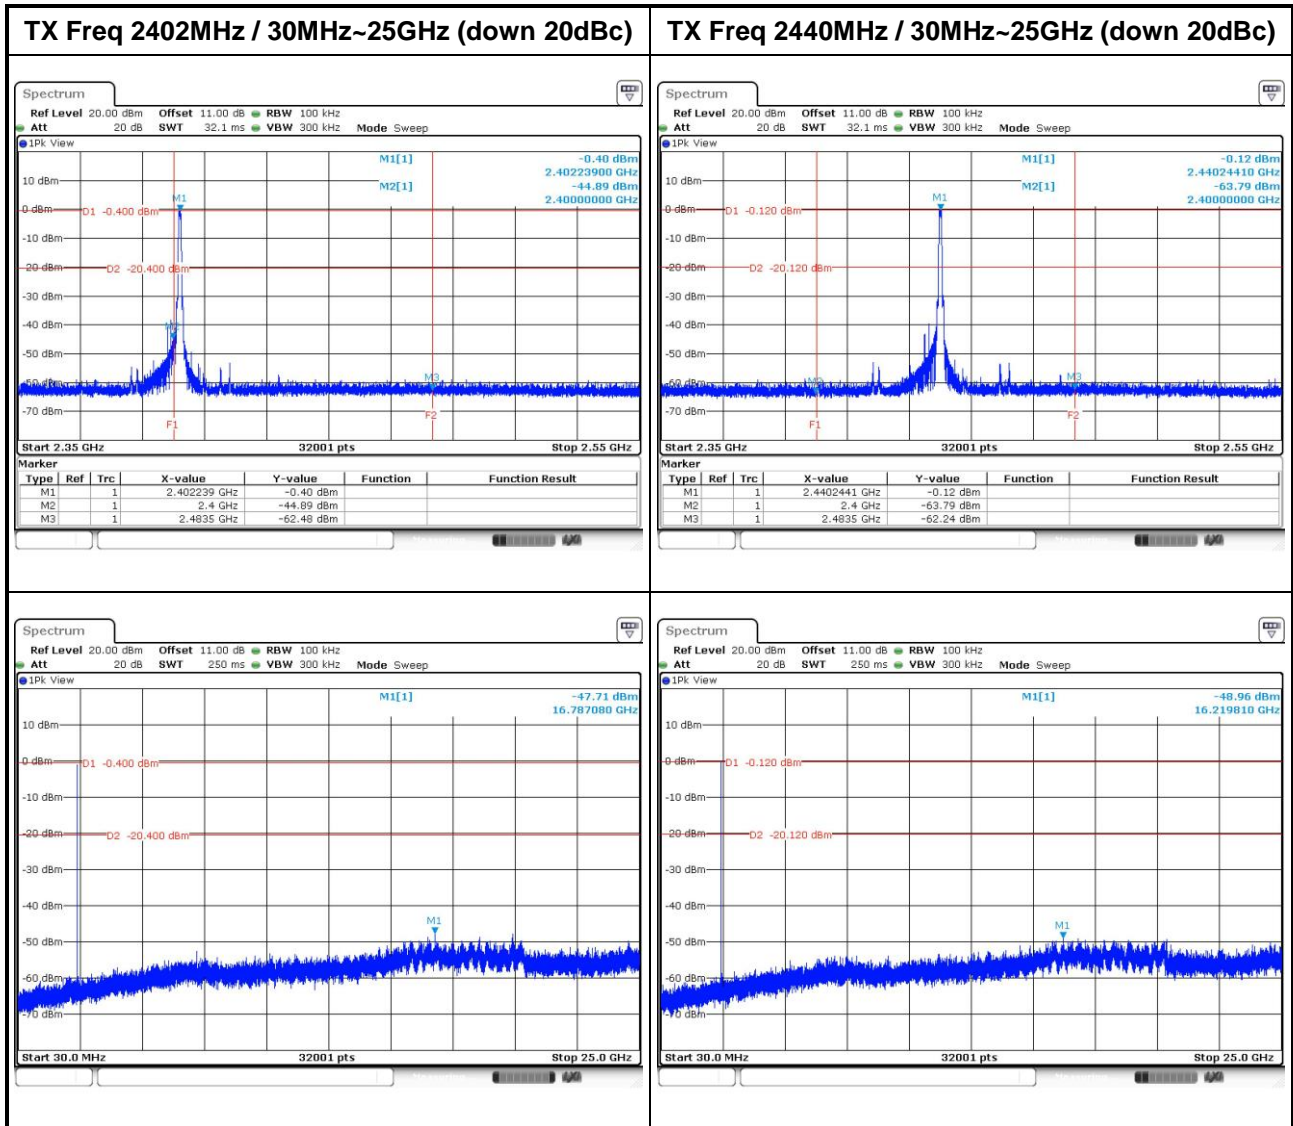 TX Freq 2402MHz / 30MHz~25GHz (down 20dBc)
TX Freq 2440MHz / 30MHz~25GHz (down 20dBc)
Spectrum
Ref Level 20.00 dBm Offset 11.00 dB RBW 100 kHz
Att 20 dB SWT 32.1 ms VBW 300 kHz Mode Sweep
1Pk View
M1[1] -0.40 dBm
2.40223900 GHz
10 dBm
M2[1] -44.89 dBm
2.40000000 GHz
M1
0 dBm
D1 -0.400 dBm
-10 dBm
-20 dBm
D2 -20.400 dBm
-30 dBm
-40 dBm
-50 dBm
M3
-70 dBm
F1
F2
Start 2.35 GHz 32001 pts Stop 2.55 GHz
Marker
Type Ref Trc X-value Y-value Function Function Result
M1 1 2.402239 GHz -0.40 dBm
M2 1 2.4 GHz -44.89 dBm
M3 1 2.4835 GHz -62.48 dBm
Spectrum
Ref Level 20.00 dBm Offset 11.00 dB RBW 100 kHz
Att 20 dB SWT 32.1 ms VBW 300 kHz Mode Sweep
1Pk View
M1[1] -0.12 dBm
2.44024410 GHz
10 dBm
M2[1] -63.79 dBm
2.40000000 GHz
M1
0 dBm
D1 -0.120 dBm
-10 dBm
-20 dBm
D2 -20.120 dBm
-30 dBm
-40 dBm
-50 dBm
M3
-70 dBm
F1
F2
Start 2.35 GHz 32001 pts Stop 2.55 GHz
Marker
Type Ref Trc X-value Y-value Function Function Result
M1 1 2.4402441 GHz -0.12 dBm
M2 1 2.4 GHz -63.79 dBm
M3 1 2.4835 GHz -62.24 dBm
Spectrum
Ref Level 20.00 dBm Offset 11.00 dB RBW 100 kHz
Att 20 dB SWT 250 ms VBW 300 kHz Mode Sweep
1Pk View
M1[1] -47.71 dBm
16.787080 GHz
10 dBm
0 dBm
D1 -0.400 dBm
-10 dBm
-20 dBm
D2 -20.400 dBm
-30 dBm
-40 dBm
M1
-50 dBm
-60 dBm
-70 dBm
Start 30.0 MHz 32001 pts Stop 25.0 GHz
Spectrum
Ref Level 20.00 dBm Offset 11.00 dB RBW 100 kHz
Att 20 dB SWT 250 ms VBW 300 kHz Mode Sweep
1Pk View
M1[1] -48.96 dBm
16.219810 GHz
10 dBm
0 dBm
D1 -0.120 dBm
-10 dBm
-20 dBm
D2 -20.120 dBm
-30 dBm
-40 dBm
M1
-50 dBm
-60 dBm
-70 dBm
Start 30.0 MHz 32001 pts Stop 25.0 GHz